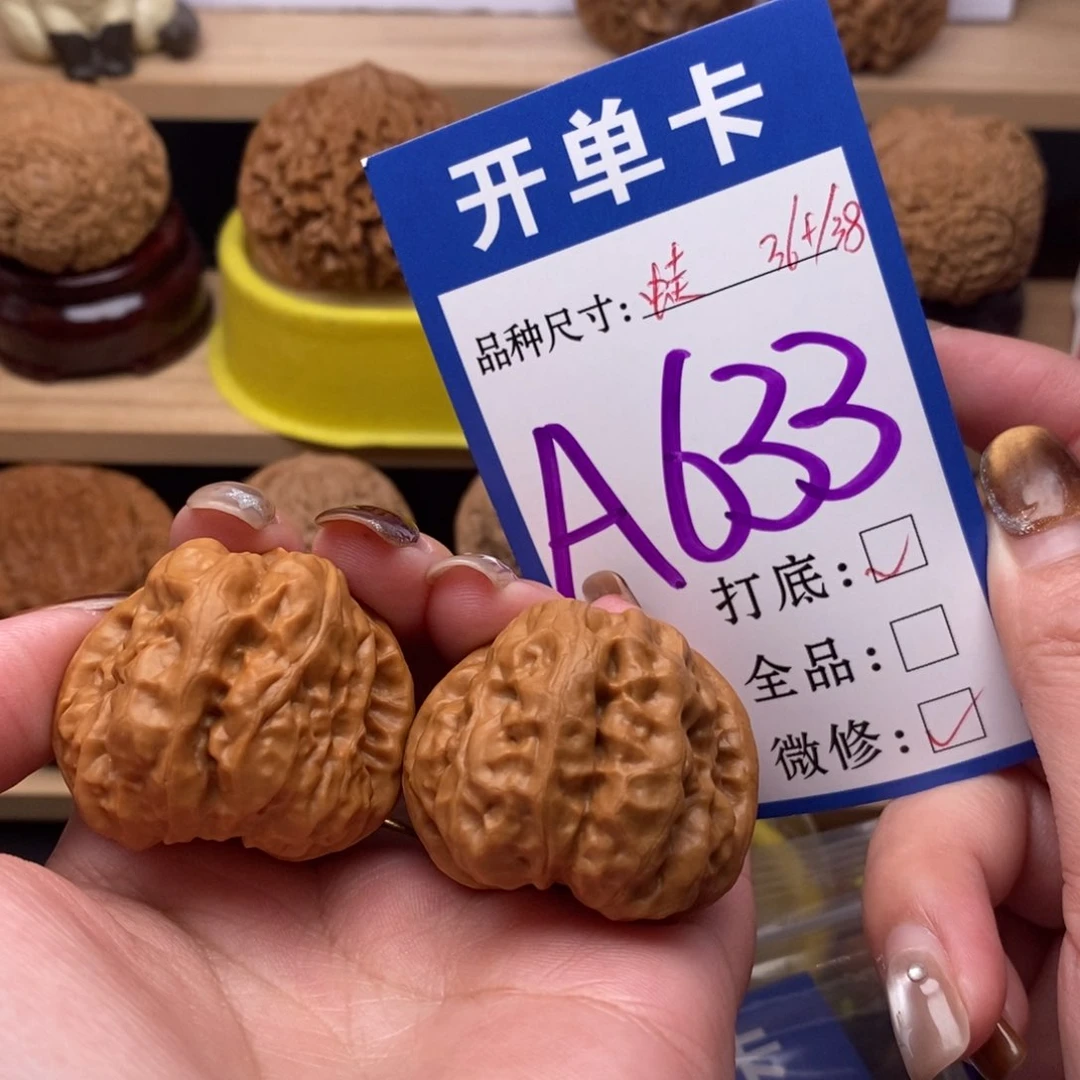 开单卡
品种尺寸: 蛙 36+/38
A633
打底: ✓
全品:
微修: ✓